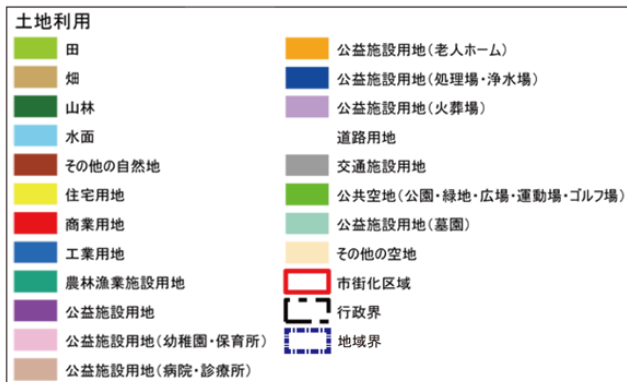 土地利用
田
畑
山林
水面
その他の自然地
住宅用地
商業用地
工業用地
農林漁業施設用地
公益施設用地
公益施設用地(幼稚園・保育所)
公益施設用地(病院・診療所)
公益施設用地(老人ホーム)
公益施設用地(処理場・浄水場)
公益施設用地(火葬場)
道路用地
交通施設用地
公共空地(公園・緑地・広場・運動場・ゴルフ場)
公益施設用地(墓園)
その他の空地
市街化区域
行政界
地域界